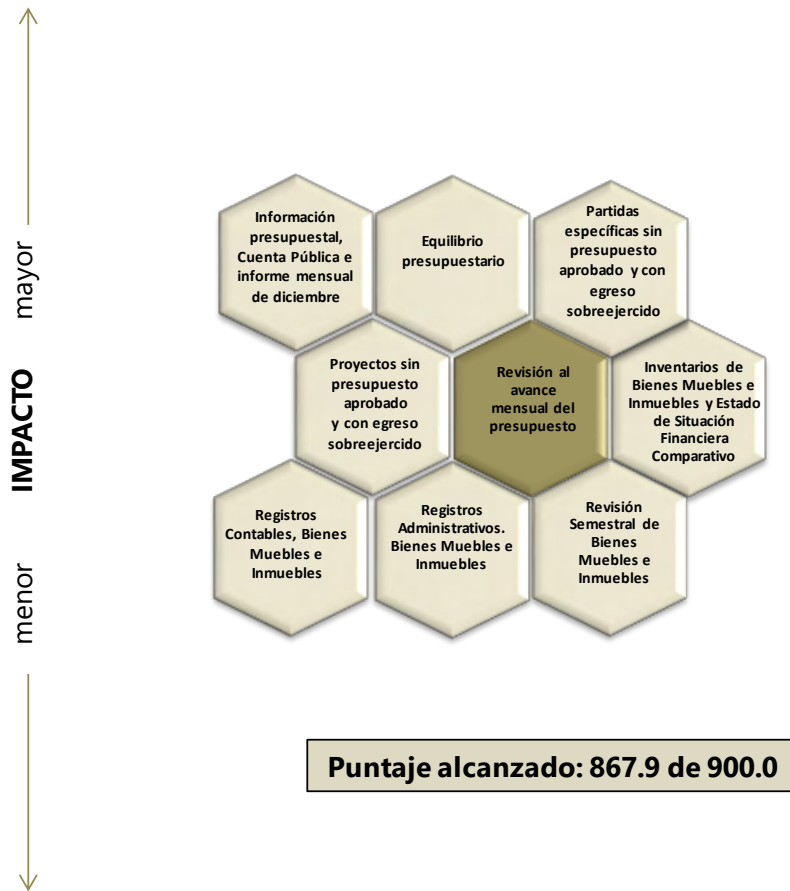 mayor
IMPACTO
menor
Información
presupuestal,
Cuenta Pública e
informe mensual
de diciembre
Equilibrio
presupuestario
Partidas
específicas sin
presupuesto
aprobado y con
egreso
sobreejercido
Proyectos sin
presupuesto
aprobado
y con egreso
sobreejercido
Revisión al
avance
mensual del
presupuesto
Inventarios de
Bienes Muebles e
Inmuebles y Estado
de Situación
Financiera
Comparativo
Registros
Contables, Bienes
Muebles e
Inmuebles
Registros
Administrativos.
Bienes Muebles e
Inmuebles
Revisión
Semestral de
Bienes
Muebles e
Inmuebles
Puntaje alcanzado: 867.9 de 900.0